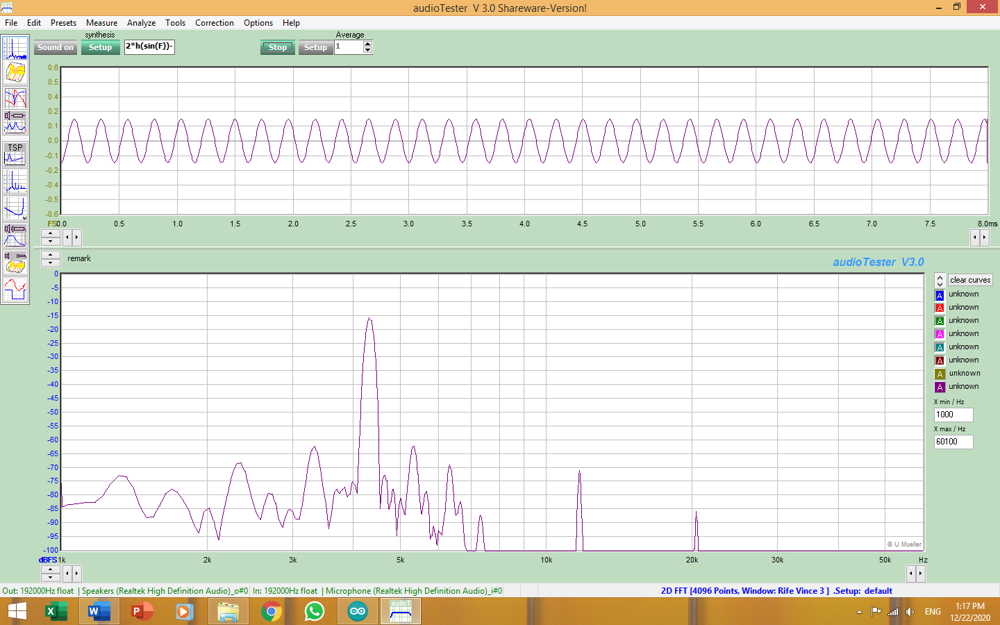 audioTester V 3.0 Shareware-Version!
File Edit Presets Measure Analyze Tools Correction Options Help
synthesis Average
Sound on Setup 2*h(sin(F))- Stop Setup 1
TSP
0.6
0.5
0.4
0.2
0.1
0.0
-0.1
-0.2
-0.4
-0.5
-0.6
FS0.0 0.5 1.0 1.5 2.0 2.5 3.0 3.5 4.0 4.5 5.0 5.5 6.0 6.5 7.0 7.5 8.0ms
remark
audioTester V3.0
0
-5
-10
-15
-20
-25
-30
-35
-40
-45
-50
-55
-60
-65
-70
-75
-80
-85
-90
-95
-100
© U.Mueller
dBFS 1k 2k 3k 5k 10k 20k 30k 50k Hz
clear curves
A unknown
A unknown
A unknown
A unknown
A unknown
A unknown
A unknown
A unknown
X min / Hz
1000
X max / Hz
60100
Out: 192000Hz float | Speakers (Realtek High Definition Audio)_o#0 In: 192000Hz float | Microphone (Realtek High Definition Audio)_i#0 2D FFT [4096 Points, Window: Rife Vince 3 ] .Setup: default
audioT
ENG
1:17 PM
12/22/2020